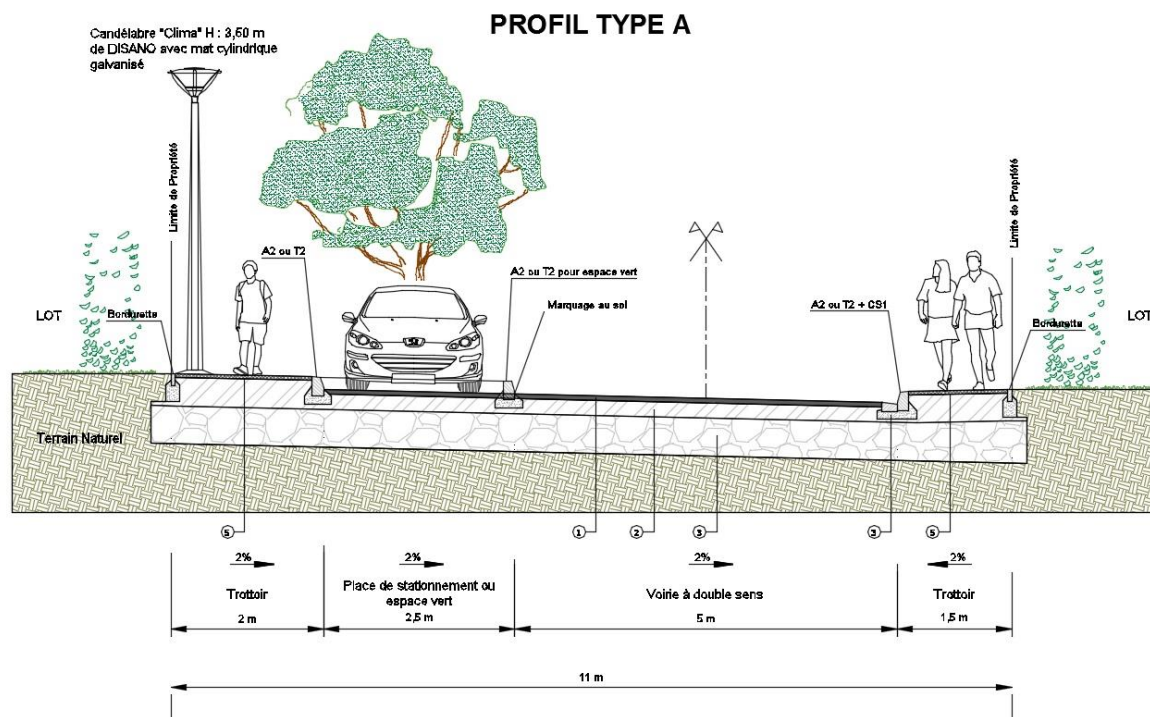 PROFIL TYPE A
Candélabre "Clima" H : 3,50 m
de DISANO avec mat cylindrique
galvanisé
Limite de Propriété
Limite de Propriété
A2 ou T2
A2 ou T2 pour espace vert
Marquage au sol
A2 ou T2 + CS1
LOT
Bordurette
Bordurette
LOT
Terrain Naturel
5
1
2
3
3
5
2%
2%
2%
2%
Trottoir
Place de stationnement ou
espace vert
Voirie à double sens
Trottoir
2 m
2,5 m
5 m
1,5 m
11 m